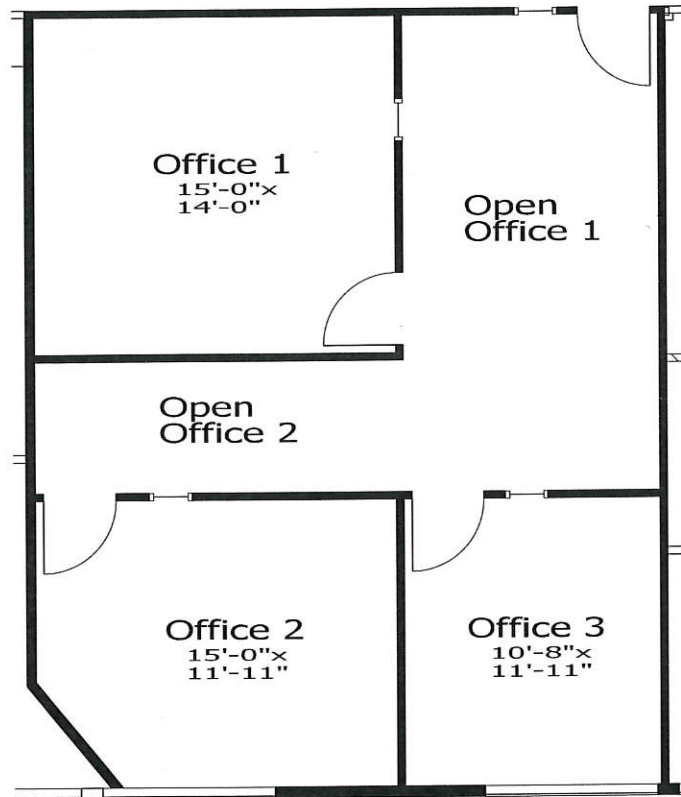 Office 1
15'-0"x
14'-0"
Open
Office 1
Open
Office 2
Office 2
15'-0"x
11'-11"
Office 3
10'-8"x
11'-11"